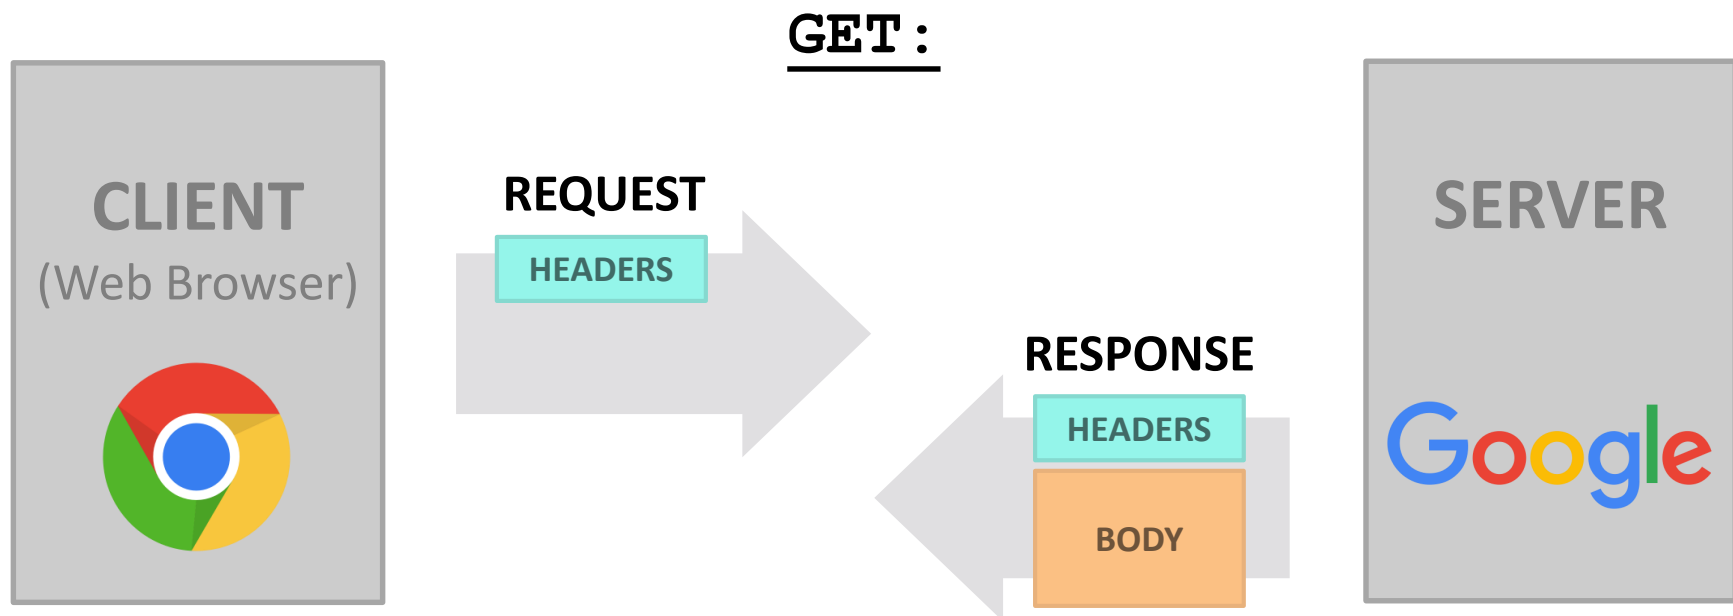 GET:
CLIENT
(Web Browser)
REQUEST
HEADERS
RESPONSE
HEADERS
BODY
SERVER
Google